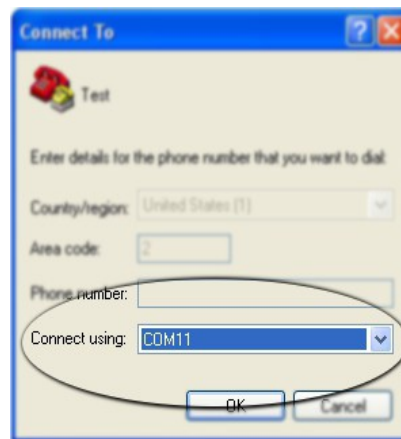 Connect To
Test
Enter details for the phone number that you want to dial:
Country/region: United States (1)
Area code: 2
Phone number:
Connect using: COM11
OK Cancel